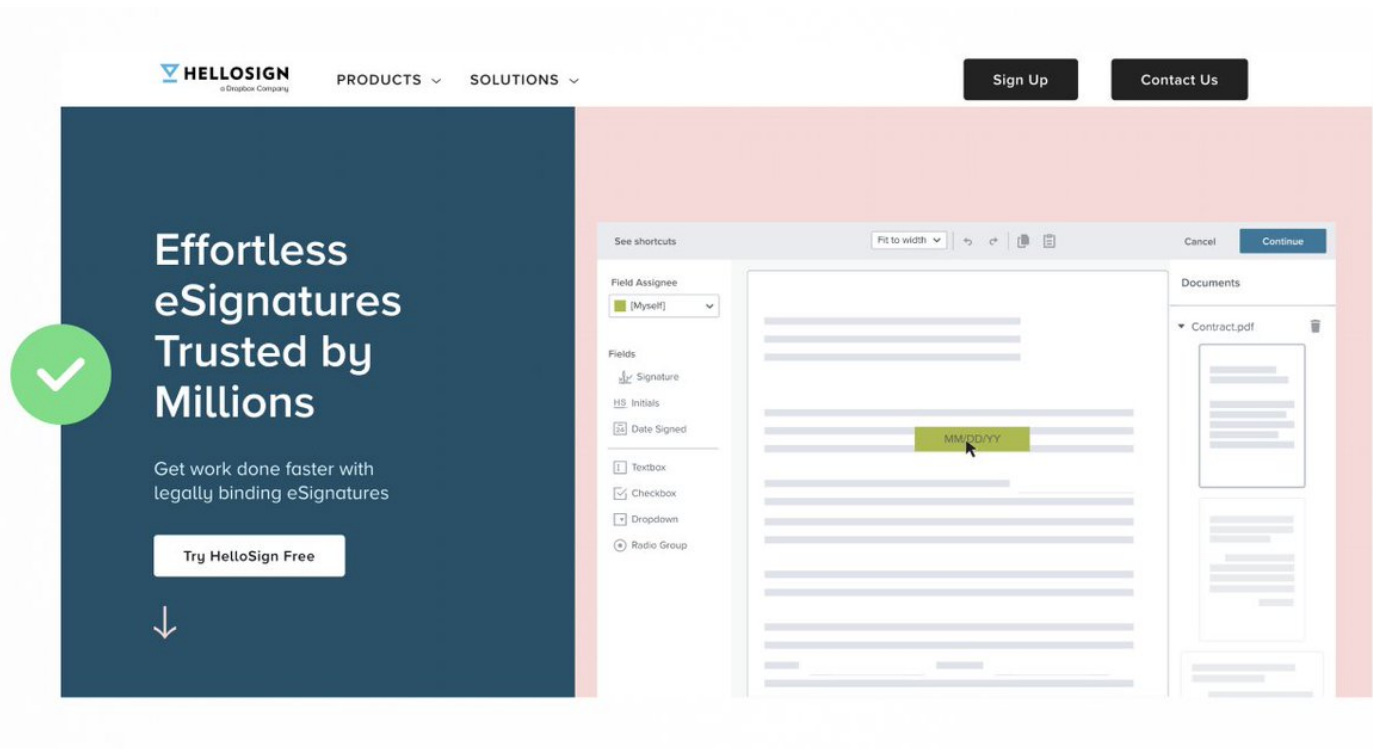 HELLOSIGN
a Dropbox Company
PRODUCTS
SOLUTIONS
Sign Up
Contact Us
Effortless
eSignatures
Trusted by
Millions
Get work done faster with
legally binding eSignatures
Try HelloSign Free
See shortcuts
Fit to width
Cancel
Continue
Field Assignee
[Myself]
Fields
Signature
HS Initials
24 Date Signed
Textbox
Checkbox
Dropdown
Radio Group
MM/DD/YY
Documents
Contract.pdf